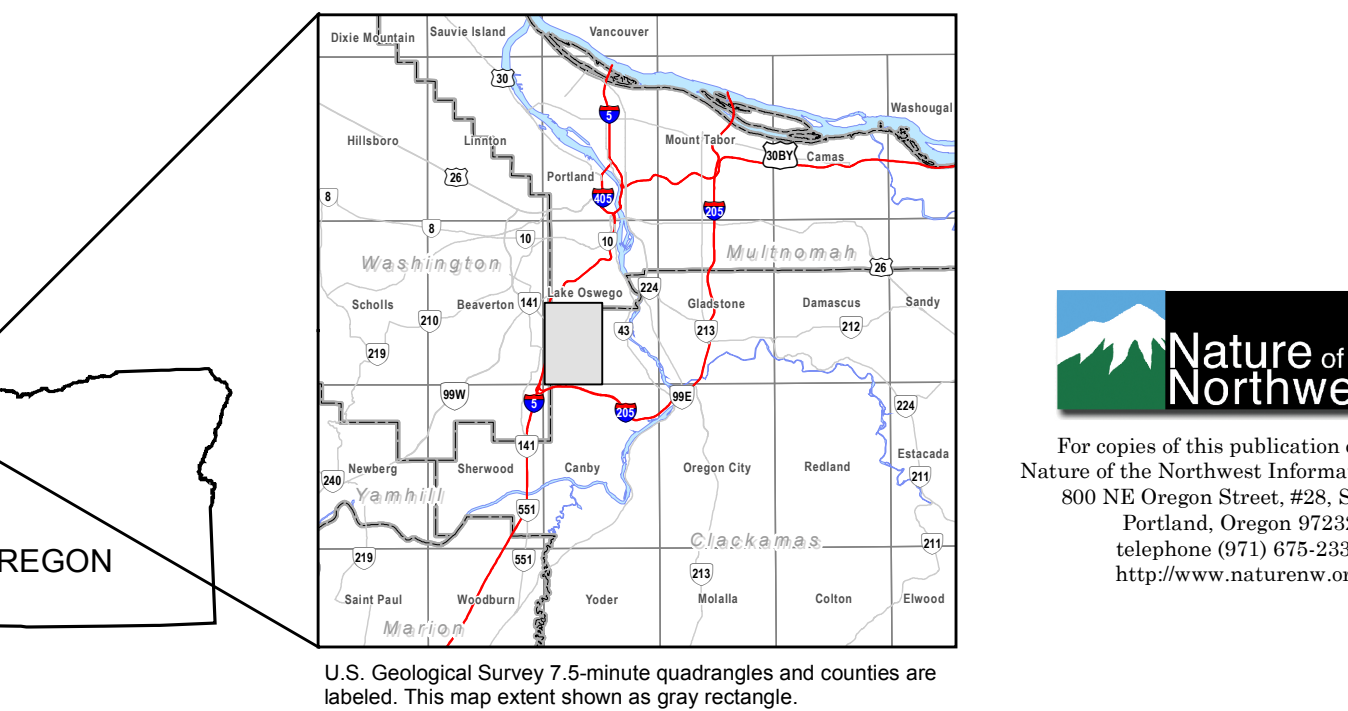 Dixie Mountain
Sauvie Island
Vancouver
30
5
Washougal
Hillsboro
Linnton
Mount Tabor
30BY
Camas
26
Portland
8
405
205
8
10
10
Washington
Multnomah
26
Lake Oswego
224
Scholls
Beaverton
141
Gladstone
Damascus
Sandy
210
43
213
212
219
99W
5
205
99E
224
141
Newberg
Sherwood
Canby
Oregon City
Redland
Estacada
240
211
Yamhill
551
Clackamas
211
219
551
213
Saint Paul
Woodburn
Yoder
Molalla
Colton
Elwood
Marion
REGON
U.S. Geological Survey 7.5-minute quadrangles and counties are
labeled. This map extent shown as gray rectangle.
Nature of
Northwe
For copies of this publication
Nature of the Northwest Informa
800 NE Oregon Street, #28, S
Portland, Oregon 97232
telephone (971) 675-233
http://www.naturenw.or